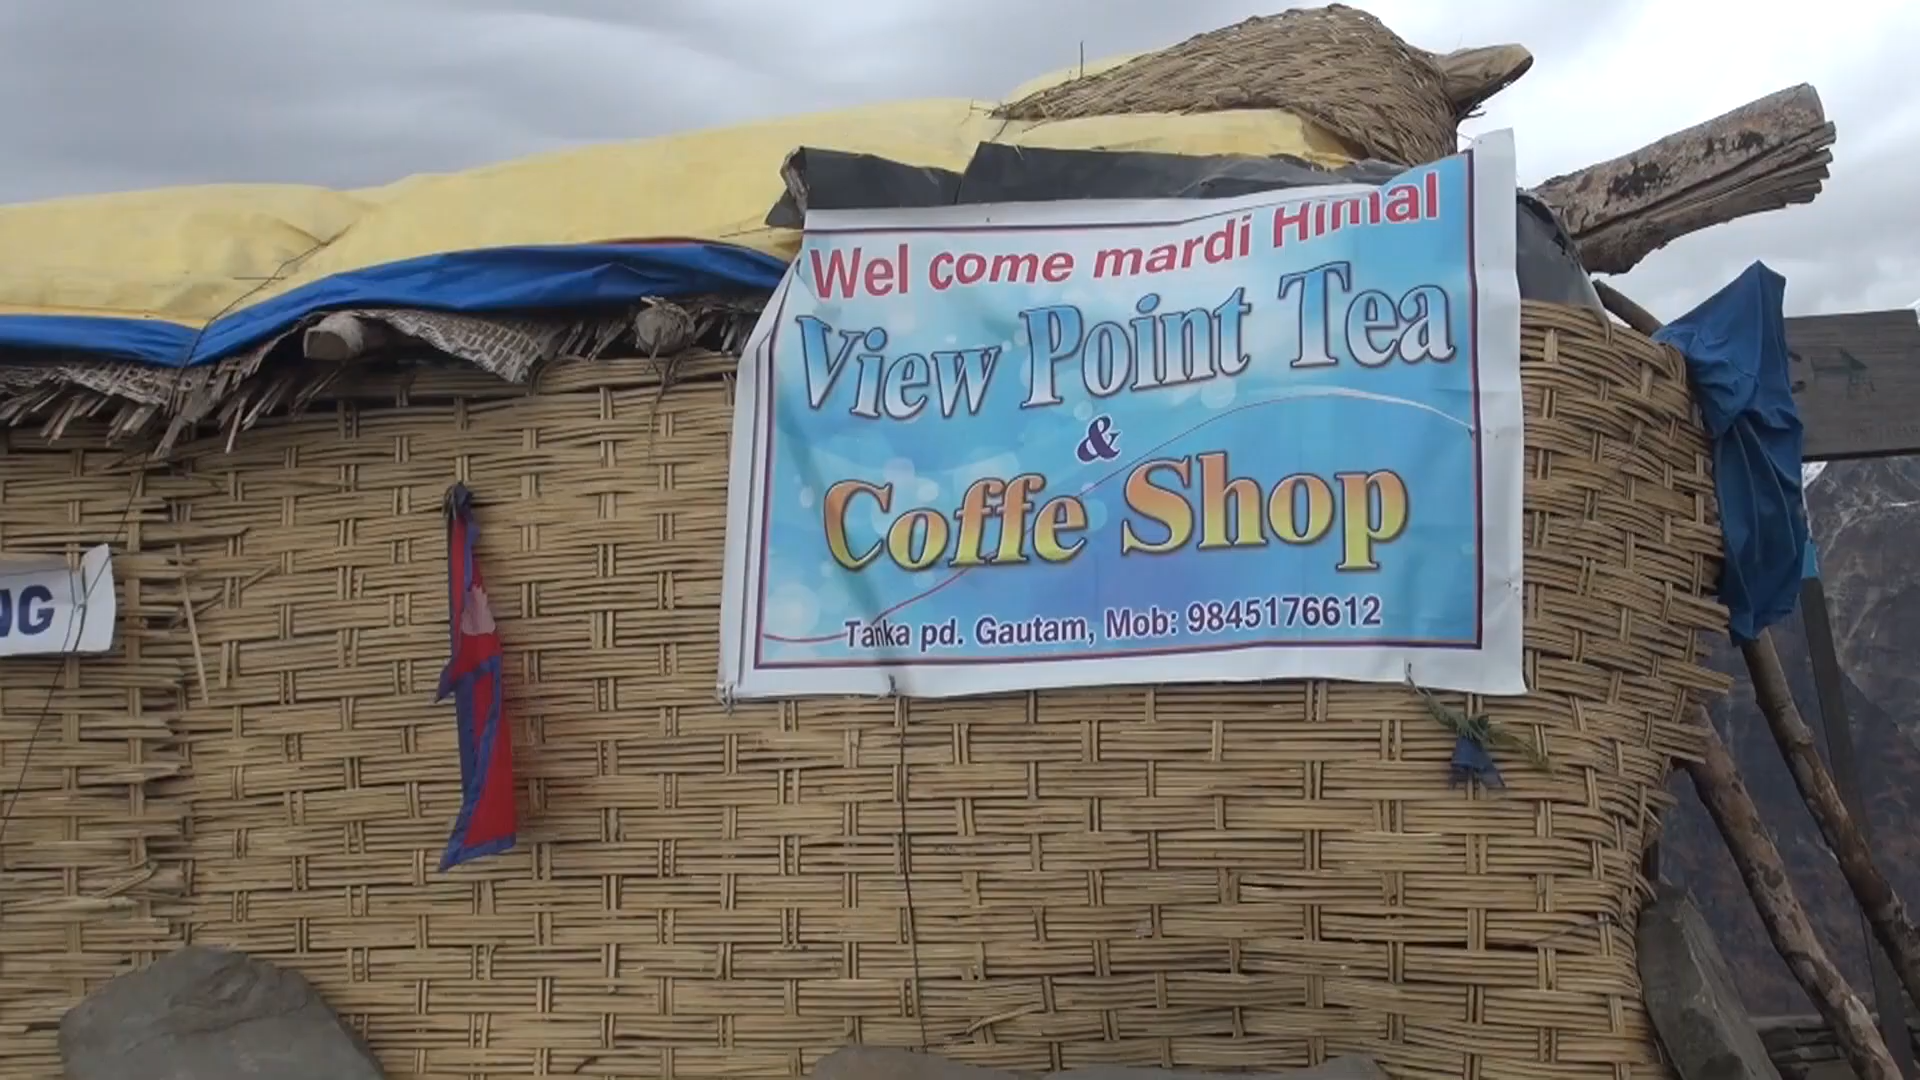 Wel come mardi Himal
View Point Tea
&
Coffe Shop
Tanka pd. Gautam, Mob: 9845176612